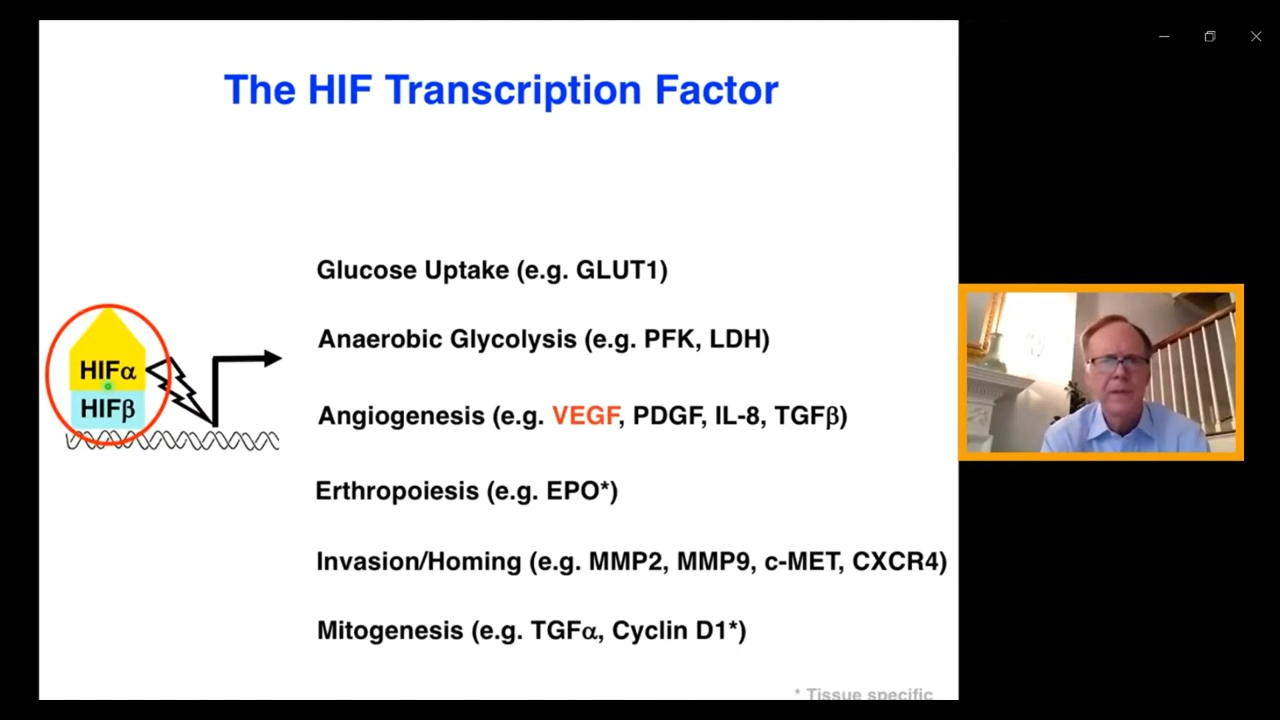 The HIF Transcription Factor
Glucose Uptake (e.g. GLUT1)
HIFα
HIFβ
Anaerobic Glycolysis (e.g. PFK, LDH)
Angiogenesis (e.g. VEGF, PDGF, IL-8, TGFβ)
Erthropoiesis (e.g. EPO*)
Invasion/Homing (e.g. MMP2, MMP9, c-MET, CXCR4)
Mitogenesis (e.g. TGFα, Cyclin D1*)
* Tissue specific